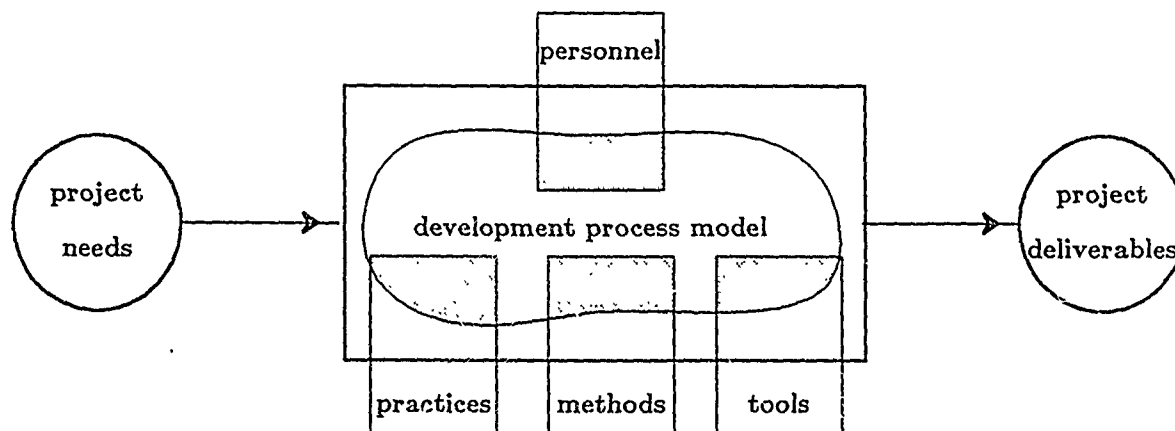 personnel
project
needs
development process model
project
deliverables
practices
methods
tools